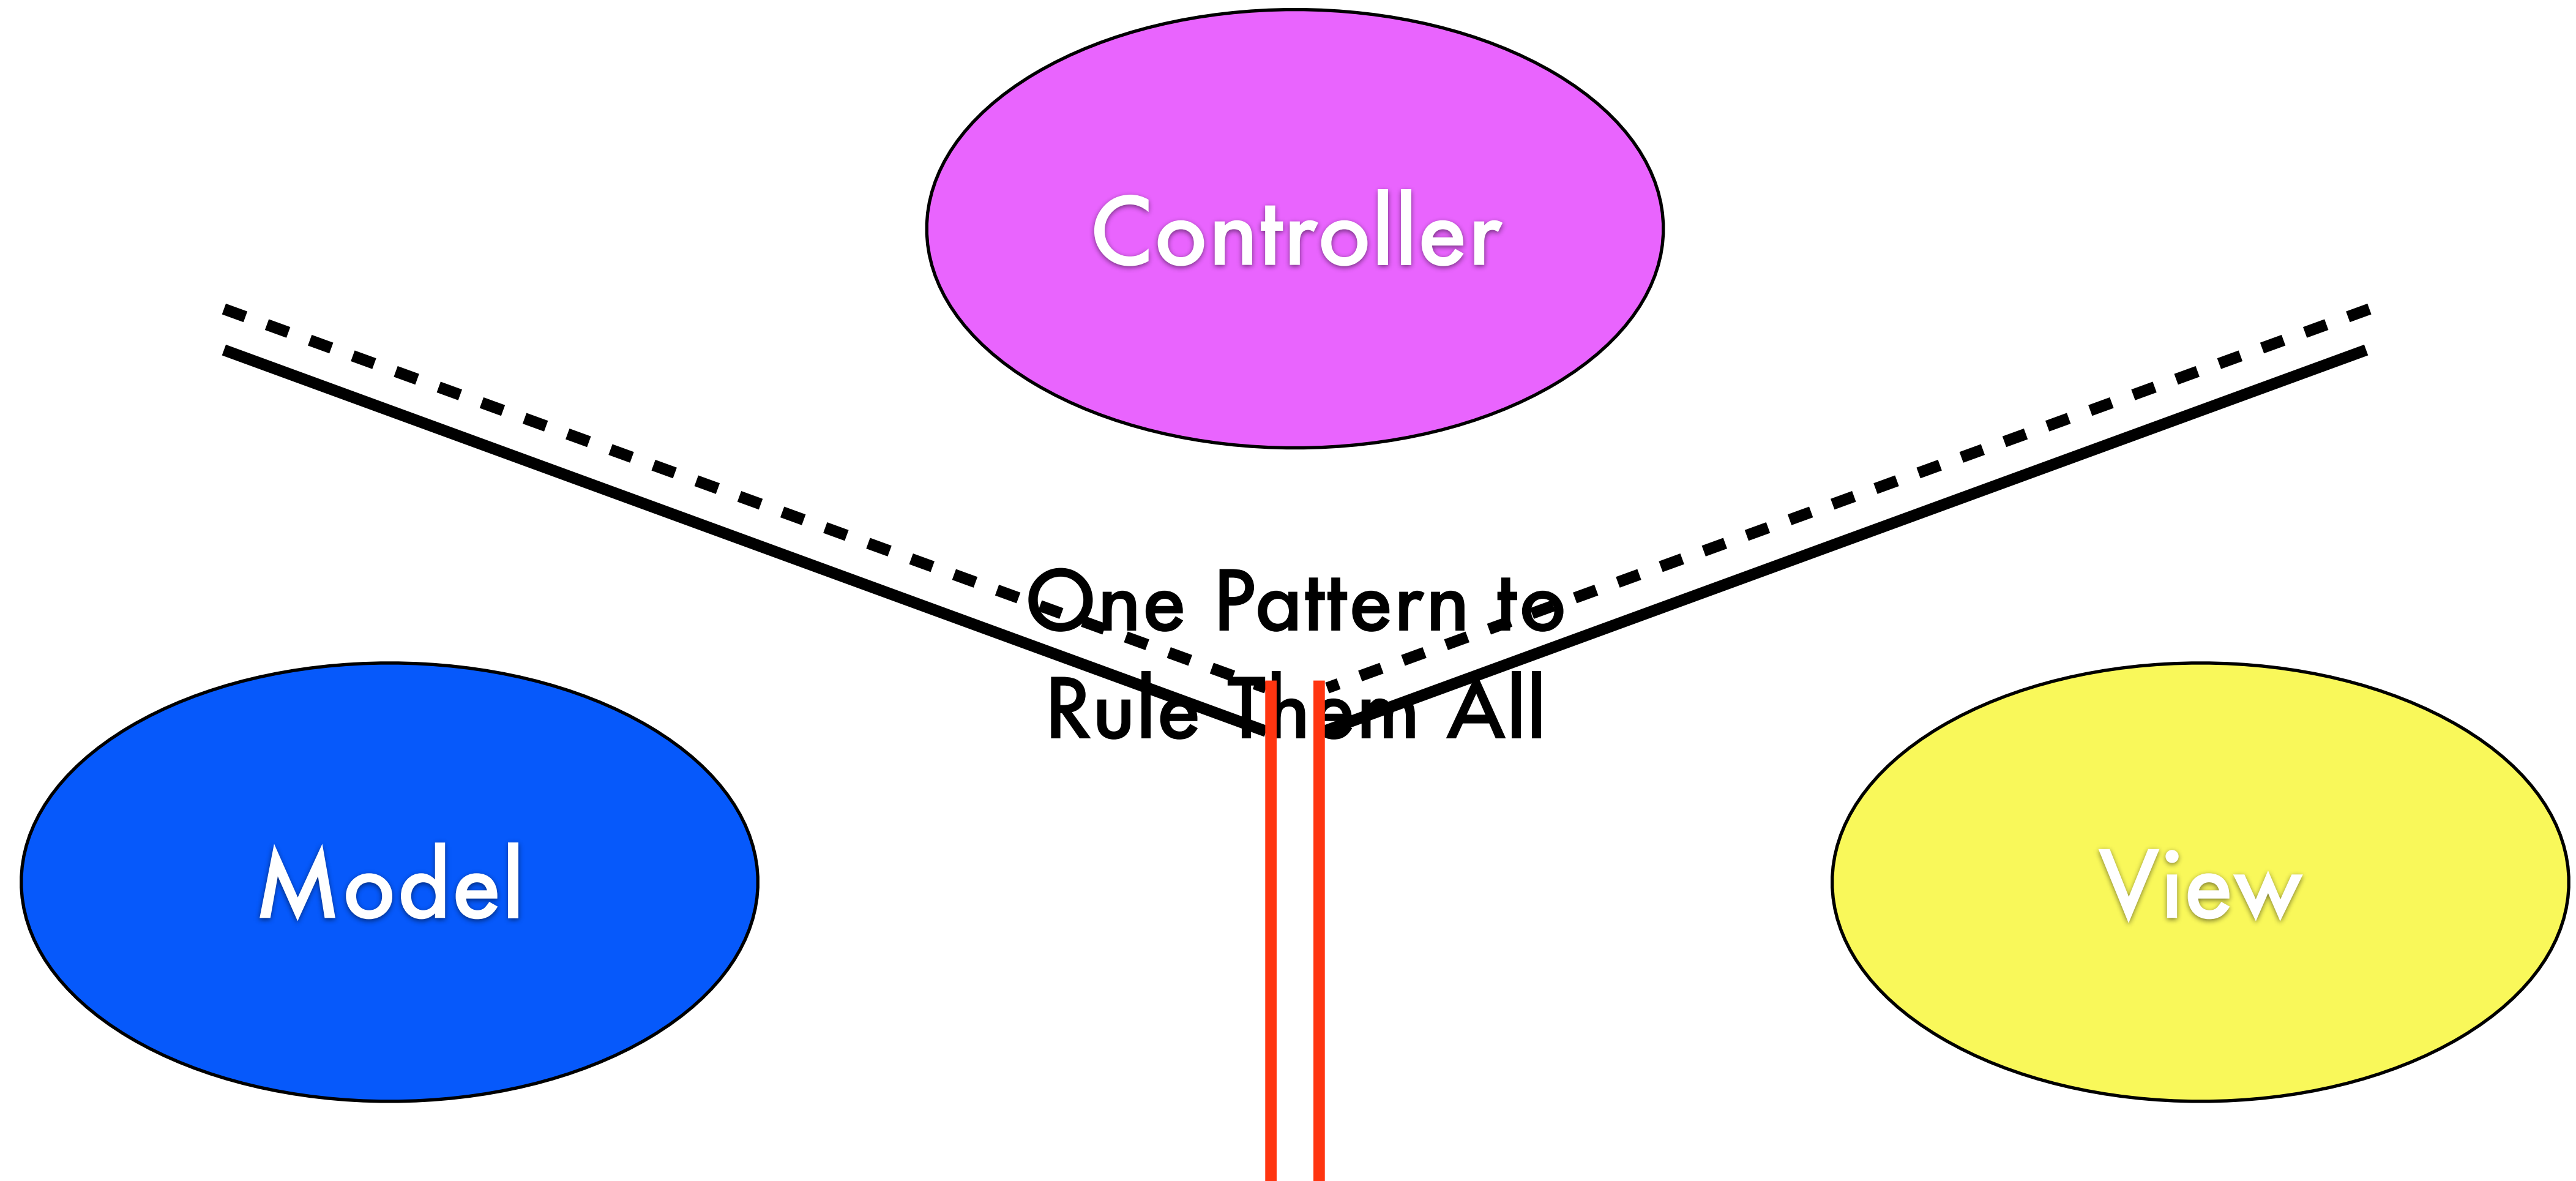 Controller
One Pattern to
Rule Them All
Model
View